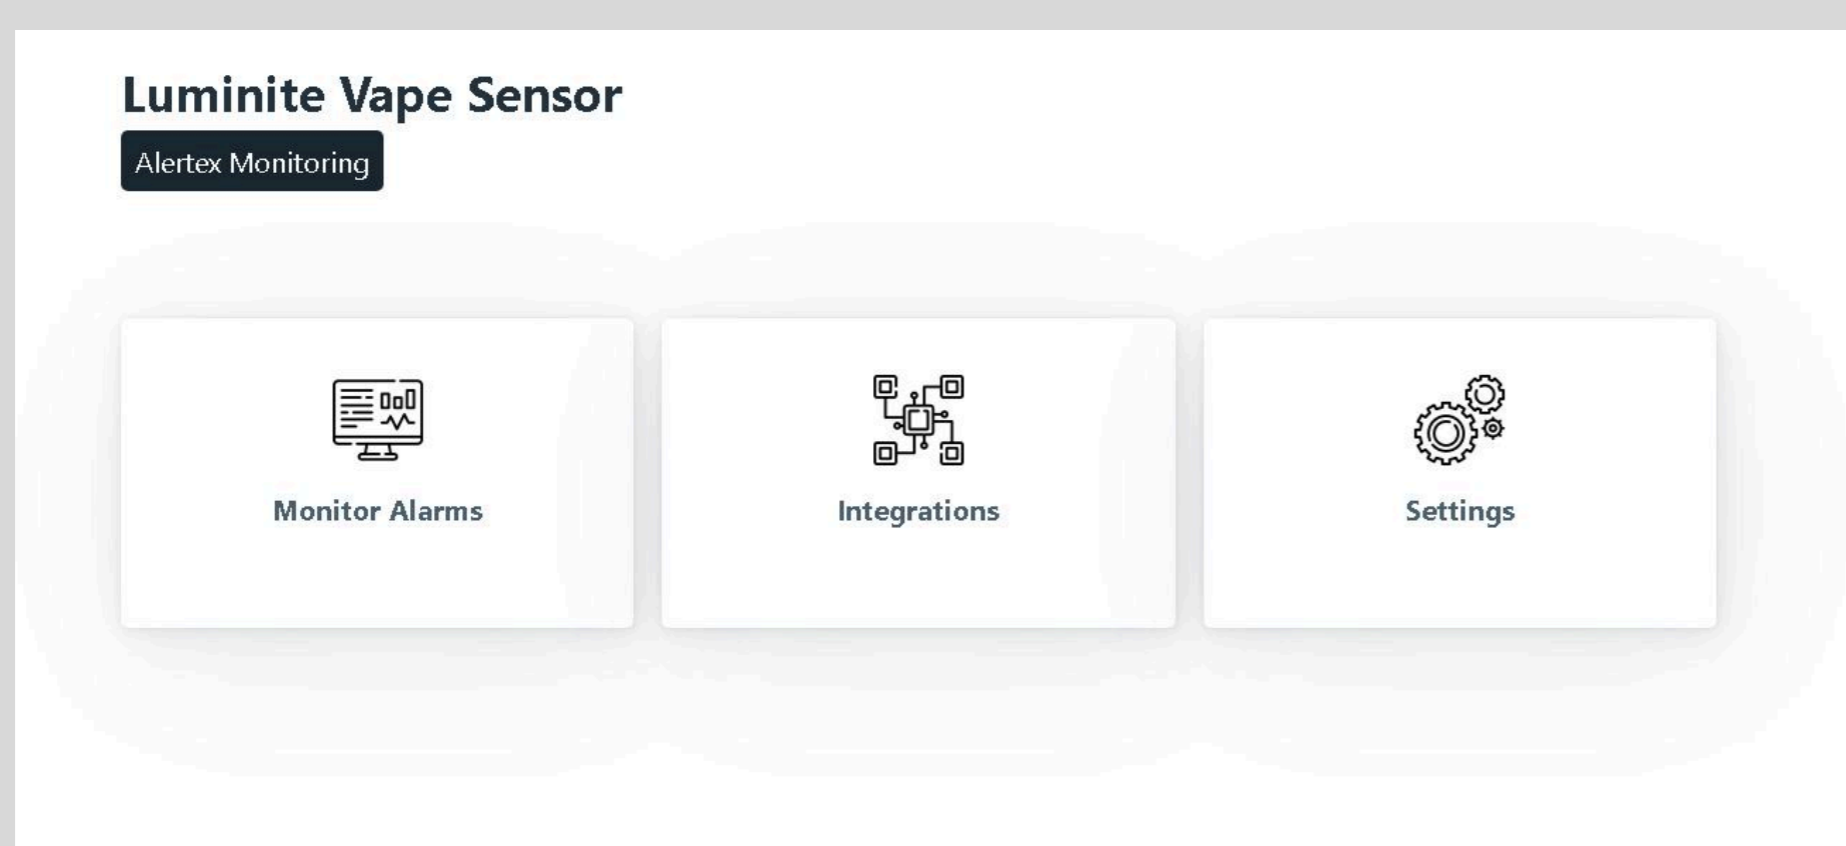 Luminite Vape Sensor
Alertex Monitoring
Monitor Alarms
Integrations
Settings